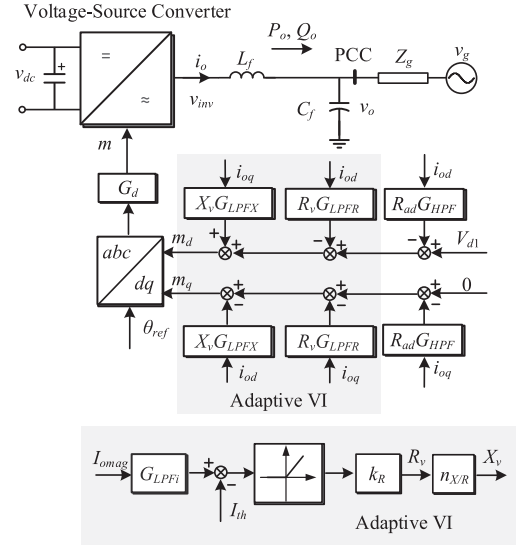 Voltage-Source Converter
P_o, Q_o
PCC
Z_g
v_g
i_o
L_f
v_dc
+
=
≈
v_inv
C_f
v_o
m
i_oq
i_od
i_od
G_d
X_vG_LPFX
R_vG_LPFR
R_adG_HPF
abc
m_d
+
+
−
+
−
+
V_d1
dq
m_q
+
+
+
0
−
−
−
θ_ref
X_vG_LPFX
R_vG_LPFR
R_adG_HPF
i_od
i_oq
i_oq
Adaptive VI
I_omag
G_LPFi
+
−
k_R
R_v
n_X/R
X_v
I_th
Adaptive VI